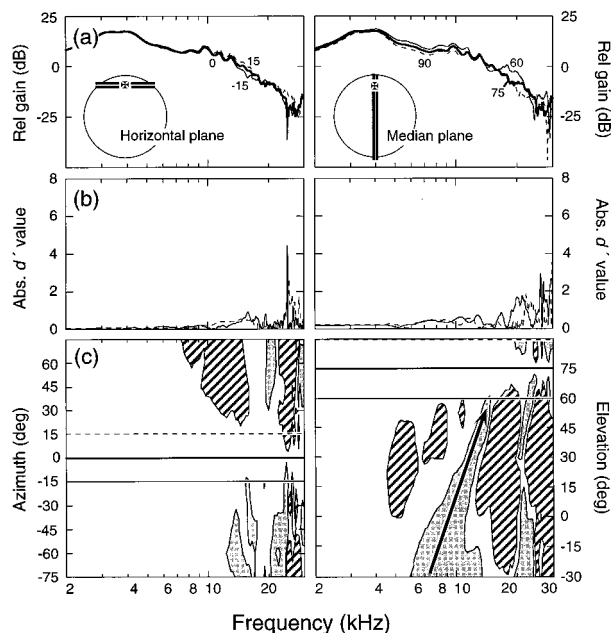 (a)
25
0
-25
Rel gain (dB)
0
15
-15
Horizontal plane
90
60
75
Median plane
25
0
-25
Rel gain (dB)
(b)
8
6
4
2
0
Abs. d´ value
8
6
4
2
0
Abs. d´ value
(c)
60
45
30
15
0
-15
-30
-45
-60
-75
Azimuth (deg)
75
60
45
30
15
0
-15
-30
Elevation (deg)
2 4 6 8 10 20 30
2 4 6 8 10 20 30
Frequency (kHz)